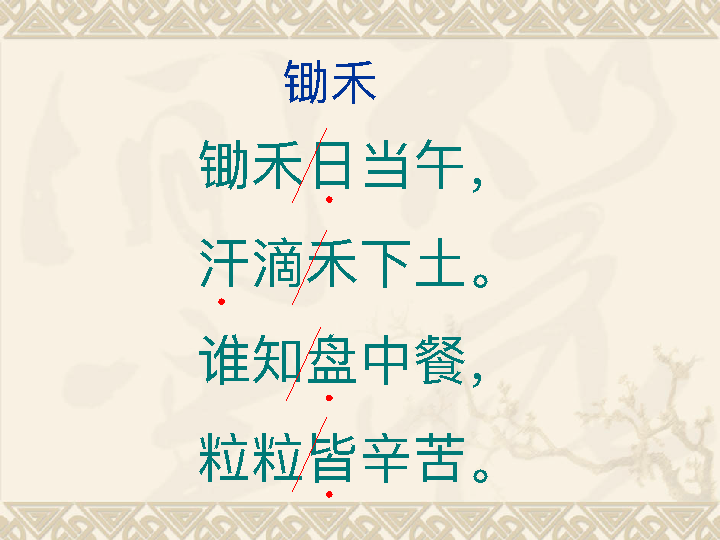 锄禾
锄禾日当午，
汗滴禾下土。
谁知盘中餐，
粒粒皆辛苦。